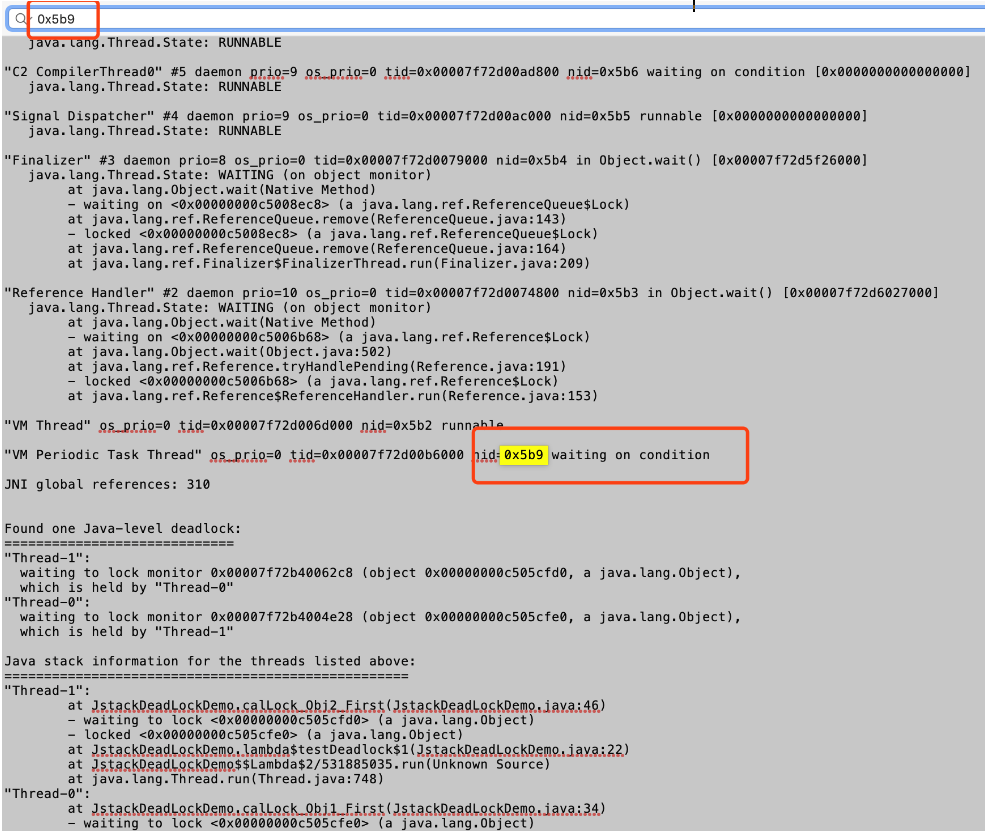 0x5b9
java.lang.Thread.State: RUNNABLE
"C2 CompilerThread0" #5 daemon prio=9 os_prio=0 tid=0x00007f72d00ad800 nid=0x5b6 waiting on condition [0x0000000000000000]
java.lang.Thread.State: RUNNABLE
"Signal Dispatcher" #4 daemon prio=9 os_prio=0 tid=0x00007f72d00ac000 nid=0x5b5 runnable [0x0000000000000000]
java.lang.Thread.State: RUNNABLE
"Finalizer" #3 daemon prio=8 os_prio=0 tid=0x00007f72d0079000 nid=0x5b4 in Object.wait() [0x00007f72d5f26000]
java.lang.Thread.State: WAITING (on object monitor)
at java.lang.Object.wait(Native Method)
- waiting on <0x00000000c5008ec8> (a java.lang.ref.ReferenceQueue$Lock)
at java.lang.ref.ReferenceQueue.remove(ReferenceQueue.java:143)
- locked <0x00000000c5008ec8> (a java.lang.ref.ReferenceQueue$Lock)
at java.lang.ref.ReferenceQueue.remove(ReferenceQueue.java:164)
at java.lang.ref.Finalizer$FinalizerThread.run(Finalizer.java:209)
"Reference Handler" #2 daemon prio=10 os_prio=0 tid=0x00007f72d0074800 nid=0x5b3 in Object.wait() [0x00007f72d6027000]
java.lang.Thread.State: WAITING (on object monitor)
at java.lang.Object.wait(Native Method)
- waiting on <0x00000000c5006b68> (a java.lang.ref.Reference$Lock)
at java.lang.Object.wait(Object.java:502)
at java.lang.ref.Reference.tryHandlePending(Reference.java:191)
- locked <0x00000000c5006b68> (a java.lang.ref.Reference$Lock)
at java.lang.ref.Reference$ReferenceHandler.run(Reference.java:153)
"VM Thread" os_prio=0 tid=0x00007f72d006d000 nid=0x5b2 runnable
"VM Periodic Task Thread" os_prio=0 tid=0x00007f72d00b6000 nid=0x5b9 waiting on condition
JNI global references: 310
Found one Java-level deadlock:
=============================
"Thread-1":
waiting to lock monitor 0x00007f72b40062c8 (object 0x00000000c505cfd0, a java.lang.Object),
which is held by "Thread-0"
"Thread-0":
waiting to lock monitor 0x00007f72b4004e28 (object 0x00000000c505cfe0, a java.lang.Object),
which is held by "Thread-1"
Java stack information for the threads listed above:
===================================================
"Thread-1":
at JstackDeadLockDemo.calLock_Obj2_First(JstackDeadLockDemo.java:46)
- waiting to lock <0x00000000c505cfd0> (a java.lang.Object)
- locked <0x00000000c505cfe0> (a java.lang.Object)
at JstackDeadLockDemo.lambda$testDeadlock$1(JstackDeadLockDemo.java:22)
at JstackDeadLockDemo$$Lambda$2/531885035.run(Unknown Source)
at java.lang.Thread.run(Thread.java:748)
"Thread-0":
at JstackDeadLockDemo.calLock_Obj1_First(JstackDeadLockDemo.java:34)
- waiting to lock <0x00000000c505cfe0> (a java.lang.Object)